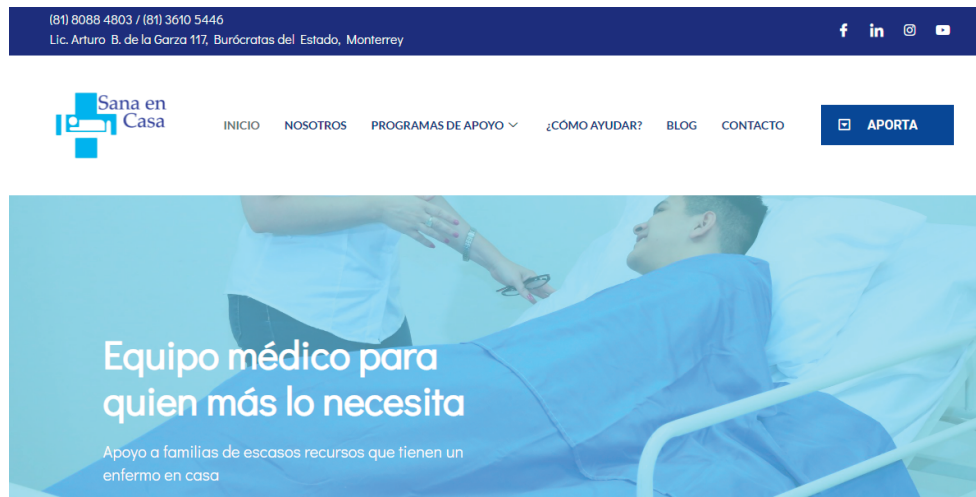 (81) 8088 4803 / (81) 3610 5446
Lic. Arturo B. de la Garza 117, Burócratas del Estado, Monterrey
Sana en
Casa
INICIO NOSOTROS PROGRAMAS DE APOYO ¿CÓMO AYUDAR? BLOG CONTACTO APORTA
Equipo médico para
quien más lo necesita
Apoyo a familias de escasos recursos que tienen un
enfermo en casa